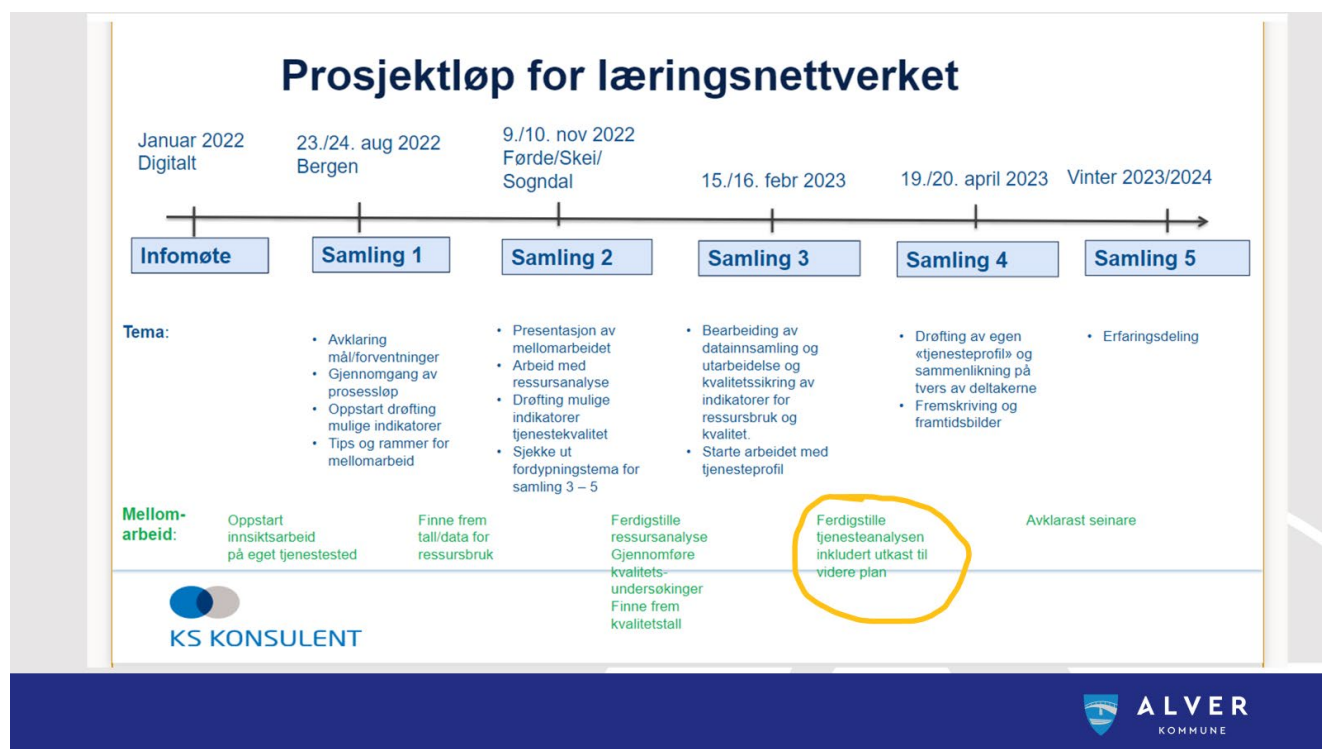 Prosjektløp for læringsnettverket
Januar 2022
Digitalt
23./24. aug 2022
Bergen
9./10. nov 2022
Førde/Skei/
Sogndal
15./16. febr 2023
19./20. april 2023
Vinter 2023/2024
Infomøte
Samling 1
Samling 2
Samling 3
Samling 4
Samling 5
Tema:
• Avklaring
mål/forventninger
• Gjennomgang av
prosessløp
• Oppstart drøfting
mulige indikatorer
• Tips og rammer for
mellomarbeid
• Presentasjon av
mellomarbeidet
• Arbeid med
ressursanalyse
• Drøfting mulige
indikatorer
tjenestekvalitet
• Sjekke ut
fordypningstema for
samling 3 – 5
• Bearbeiding av
datainnsamling og
utarbeidelse og
kvalitetssikring av
indikatorer for
ressursbruk og
kvalitet.
• Starte arbeidet med
tjenesteprofil
• Drøfting av egen
«tjenesteprofil» og
sammenlikning på
tvers av deltakerne
• Fremskriving og
framtidsbilder
• Erfaringsdeling
Mellom-
arbeid:
Oppstart
innsiktsarbeid
på eget tjenestested
Finne frem
tall/data for
ressursbruk
Ferdigstille
ressursanalyse
Gjennomføre
kvalitets-
undersøkinger
Finne frem
kvalitetstall
Ferdigstille
tjenesteanalysen
inkludert utkast til
videre plan
Avklarast seinare
KS KONSULENT
ALVER
KOMMUNE